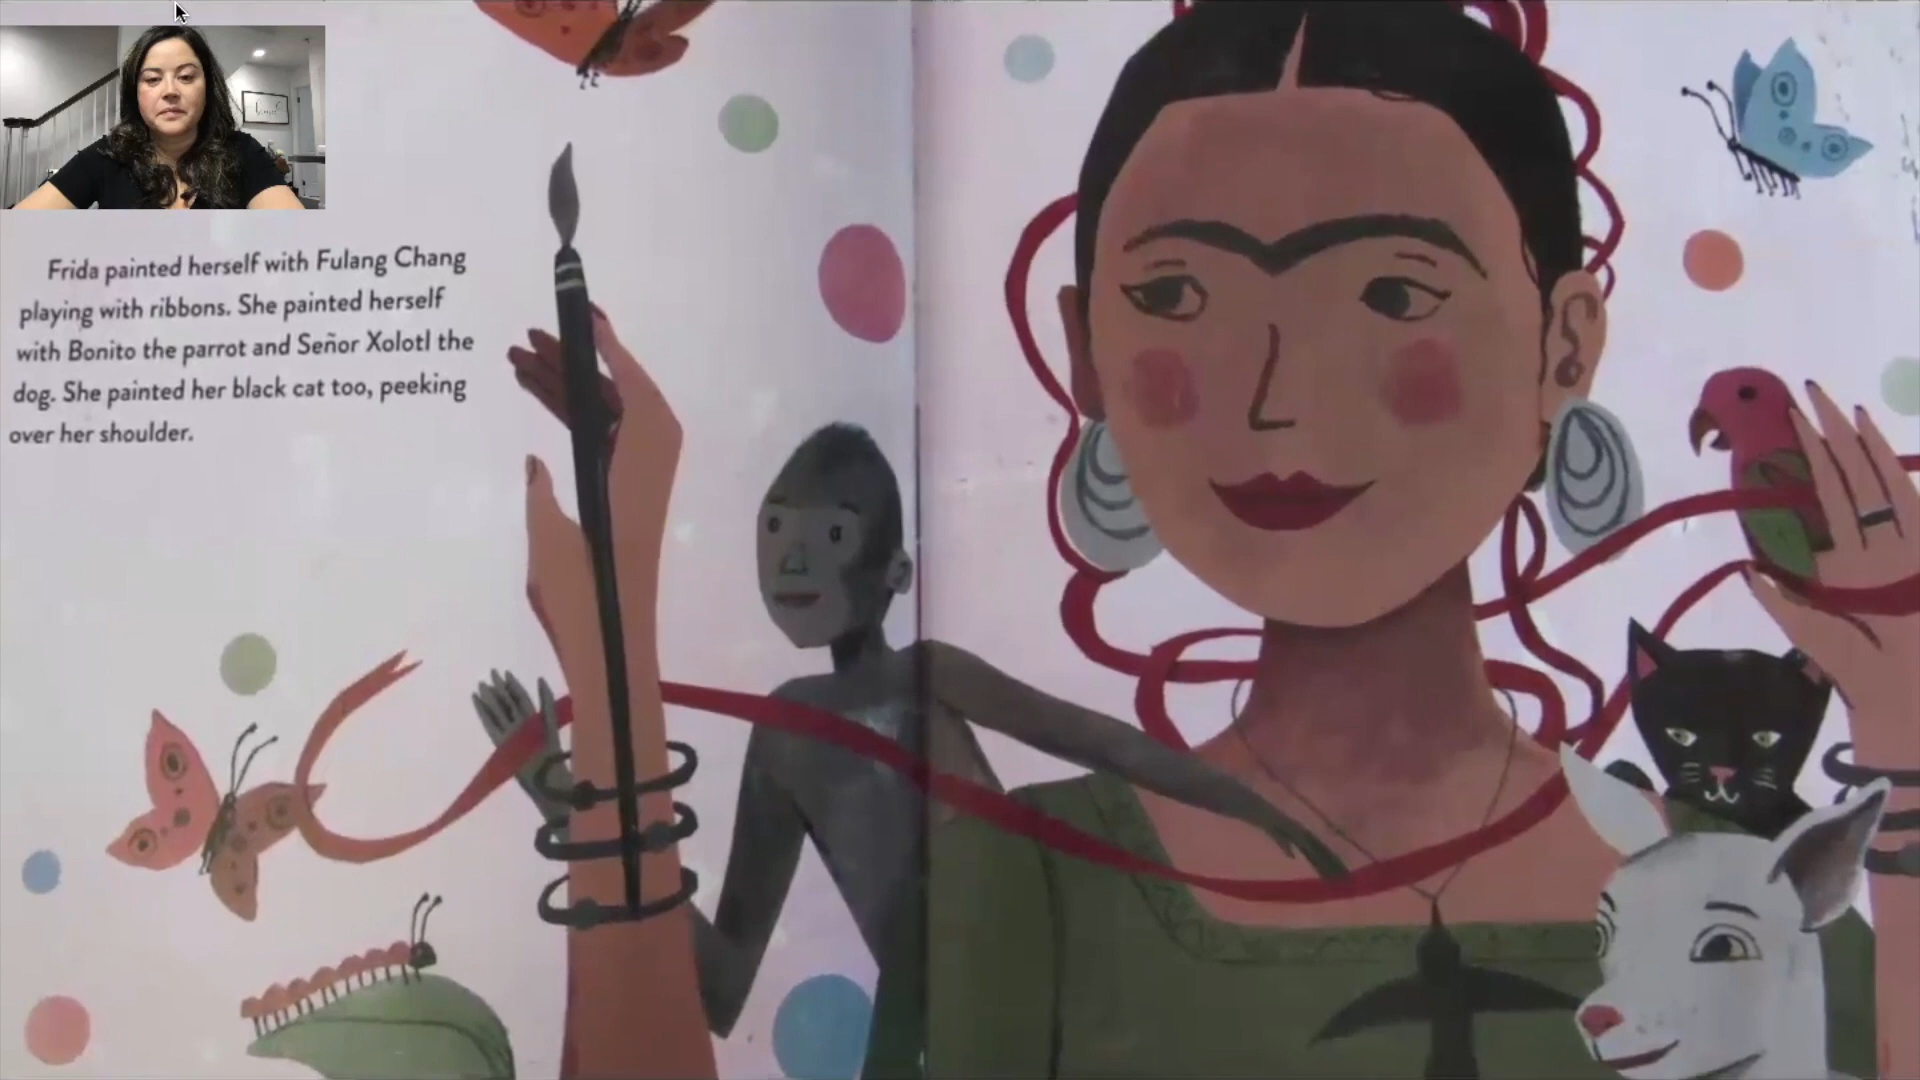 Frida painted herself with Fulang Chang
playing with ribbons. She painted herself
with Bonito the parrot and Señor Xolotl the
dog. She painted her black cat too, peeking
over her shoulder.